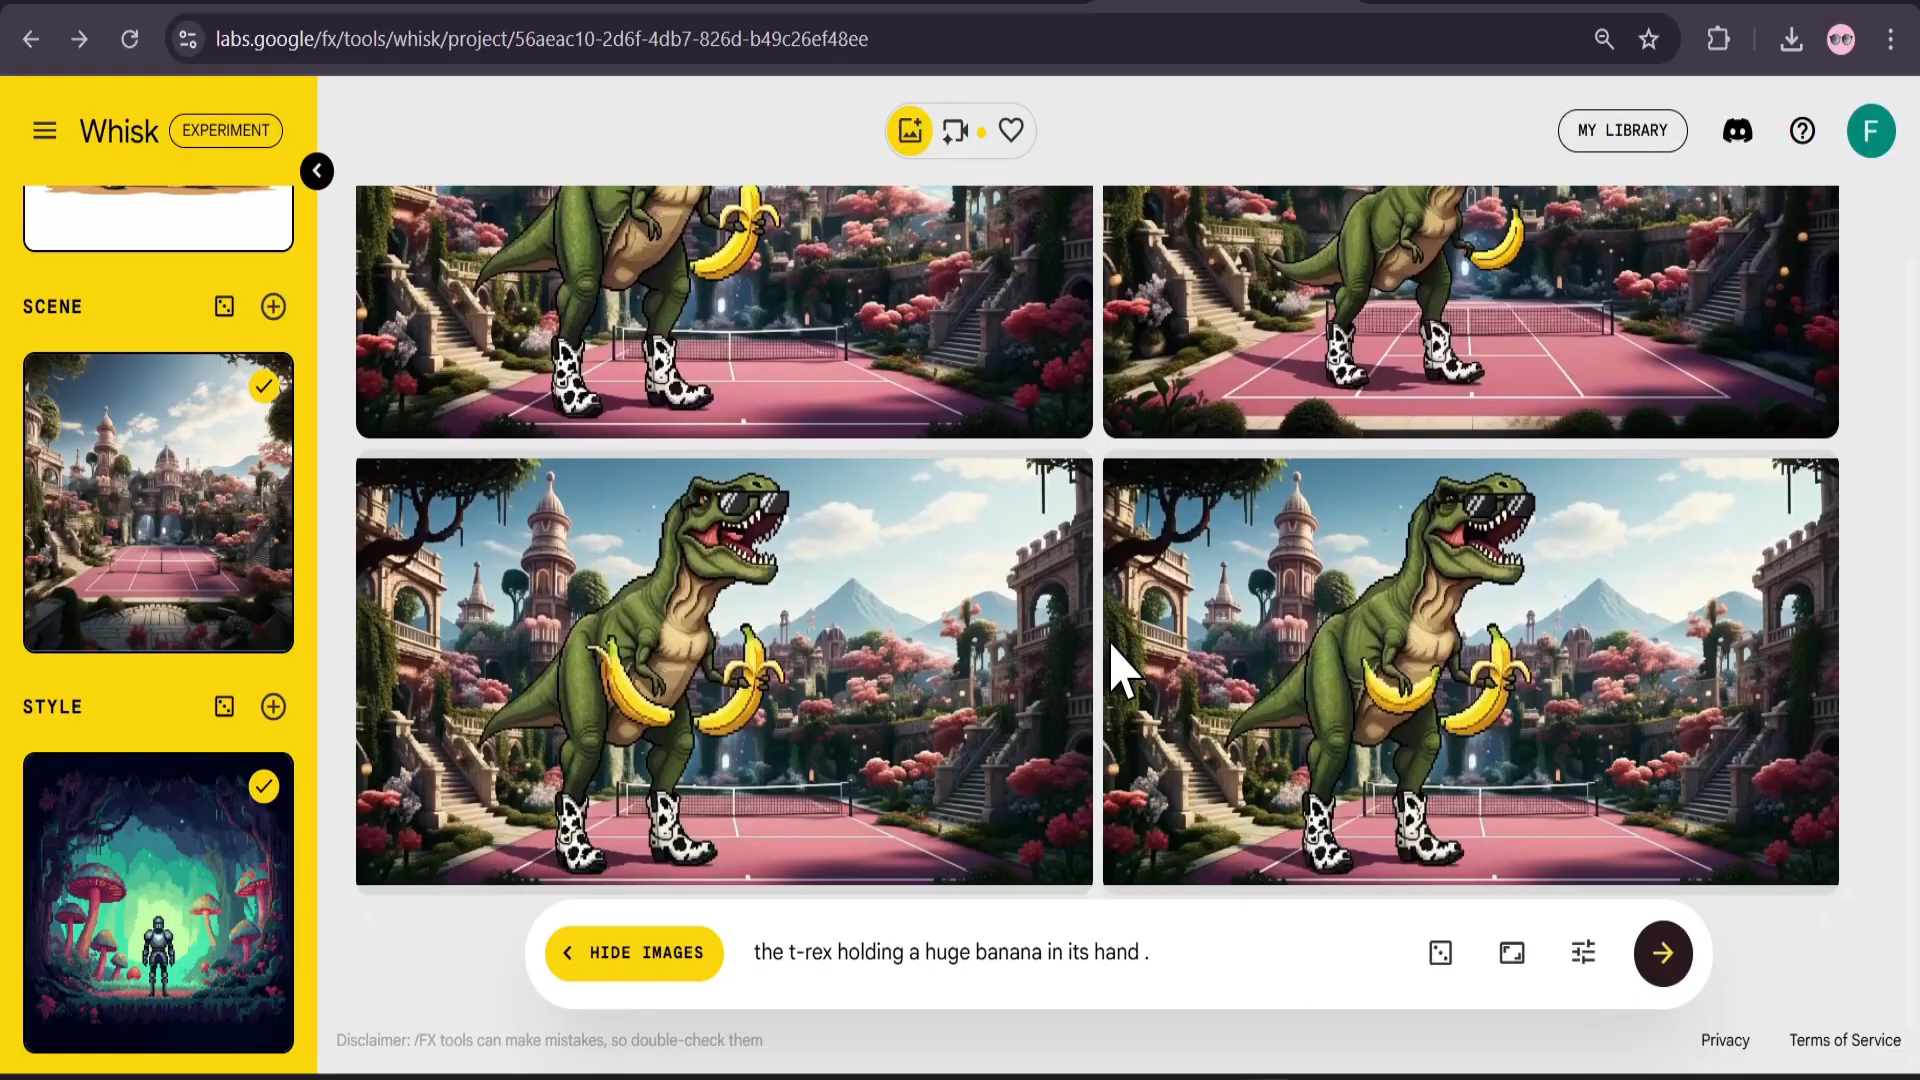 labs.google/fx/tools/whisk/project/56aeac10-2d6f-4db7-826d-b49c26ef48ee
Whisk
EXPERIMENT
MY LIBRARY
F
SCENE
STYLE
HIDE IMAGES
the t-rex holding a huge banana in its hand .
Disclaimer: /FX tools can make mistakes, so double-check them
Privacy
Terms of Service